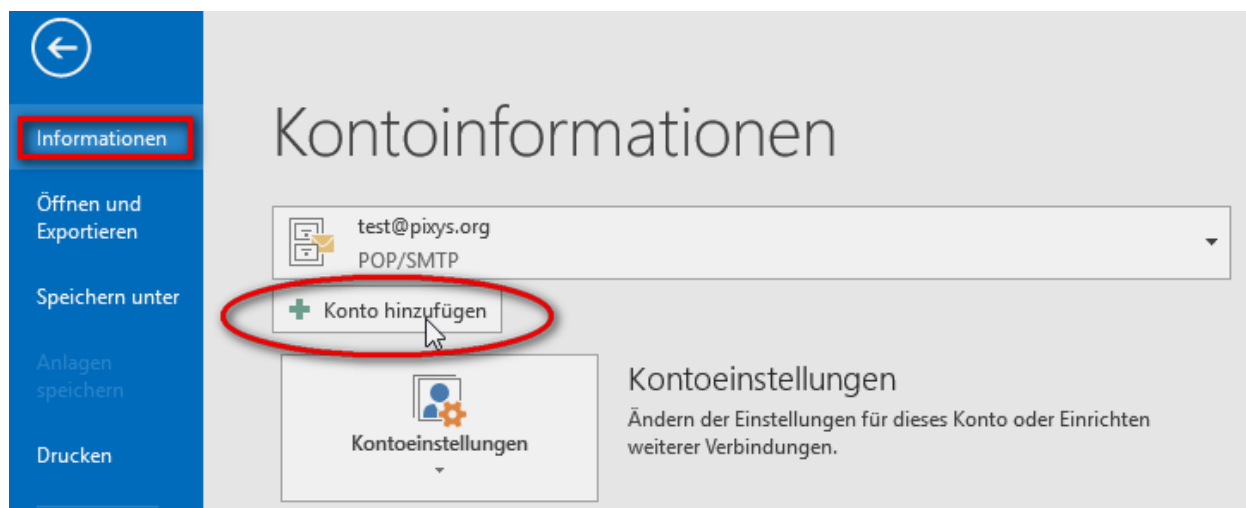 Informationen
Öffnen und
Exportieren
Speichern unter
Anlagen
speichern
Drucken
Kontoinformationen
test@pixys.org
POP/SMTP
Konto hinzufügen
Kontoeinstellungen
Kontoeinstellungen
Ändern der Einstellungen für dieses Konto oder Einrichten
weiterer Verbindungen.